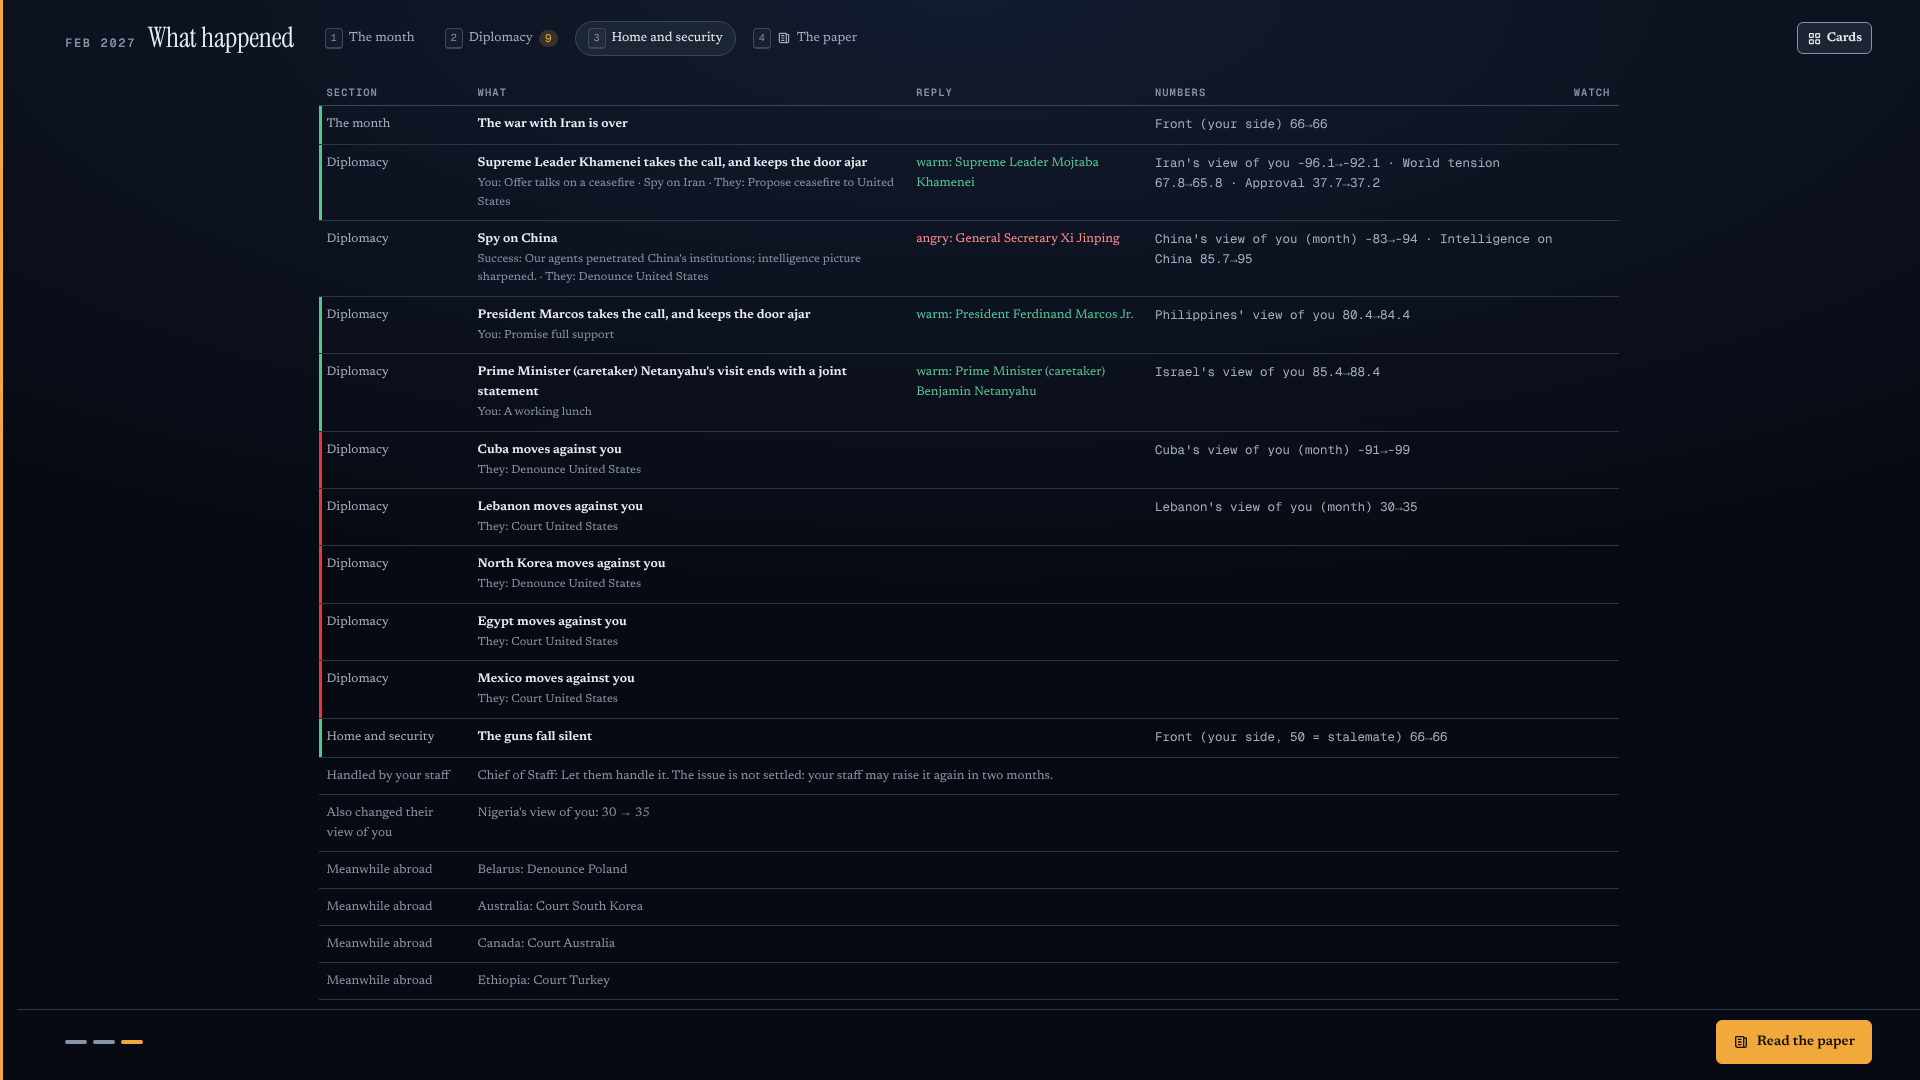 FEB 2027 What happened 1 The month 2 Diplomacy 9 3 Home and security 4 The paper Cards
SECTION WHAT REPLY NUMBERS WATCH
The month The war with Iran is over Front (your side) 66→66
Diplomacy Supreme Leader Khamenei takes the call, and keeps the door ajar warm: Supreme Leader Mojtaba Iran's view of you -96.1→-92.1 · World tension
You: Offer talks on a ceasefire · Spy on Iran · They: Propose ceasefire to United Khamenei 67.8→65.8 · Approval 37.7→37.2
States
Diplomacy Spy on China angry: General Secretary Xi Jinping China's view of you (month) -83→-94 · Intelligence on
Success: Our agents penetrated China's institutions; intelligence picture China 85.7→95
sharpened. · They: Denounce United States
Diplomacy President Marcos takes the call, and keeps the door ajar warm: President Ferdinand Marcos Jr. Philippines' view of you 80.4→84.4
You: Promise full support
Diplomacy Prime Minister (caretaker) Netanyahu's visit ends with a joint warm: Prime Minister (caretaker) Israel's view of you 85.4→88.4
statement Benjamin Netanyahu
You: A working lunch
Diplomacy Cuba moves against you Cuba's view of you (month) -91→-99
They: Denounce United States
Diplomacy Lebanon moves against you Lebanon's view of you (month) 30→35
They: Court United States
Diplomacy North Korea moves against you
They: Denounce United States
Diplomacy Egypt moves against you
They: Court United States
Diplomacy Mexico moves against you
They: Court United States
Home and security The guns fall silent Front (your side, 50 = stalemate) 66→66
Handled by your staff Chief of Staff: Let them handle it. The issue is not settled: your staff may raise it again in two months.
Also changed their Nigeria's view of you: 30 → 35
view of you
Meanwhile abroad Belarus: Denounce Poland
Meanwhile abroad Australia: Court South Korea
Meanwhile abroad Canada: Court Australia
Meanwhile abroad Ethiopia: Court Turkey
Read the paper